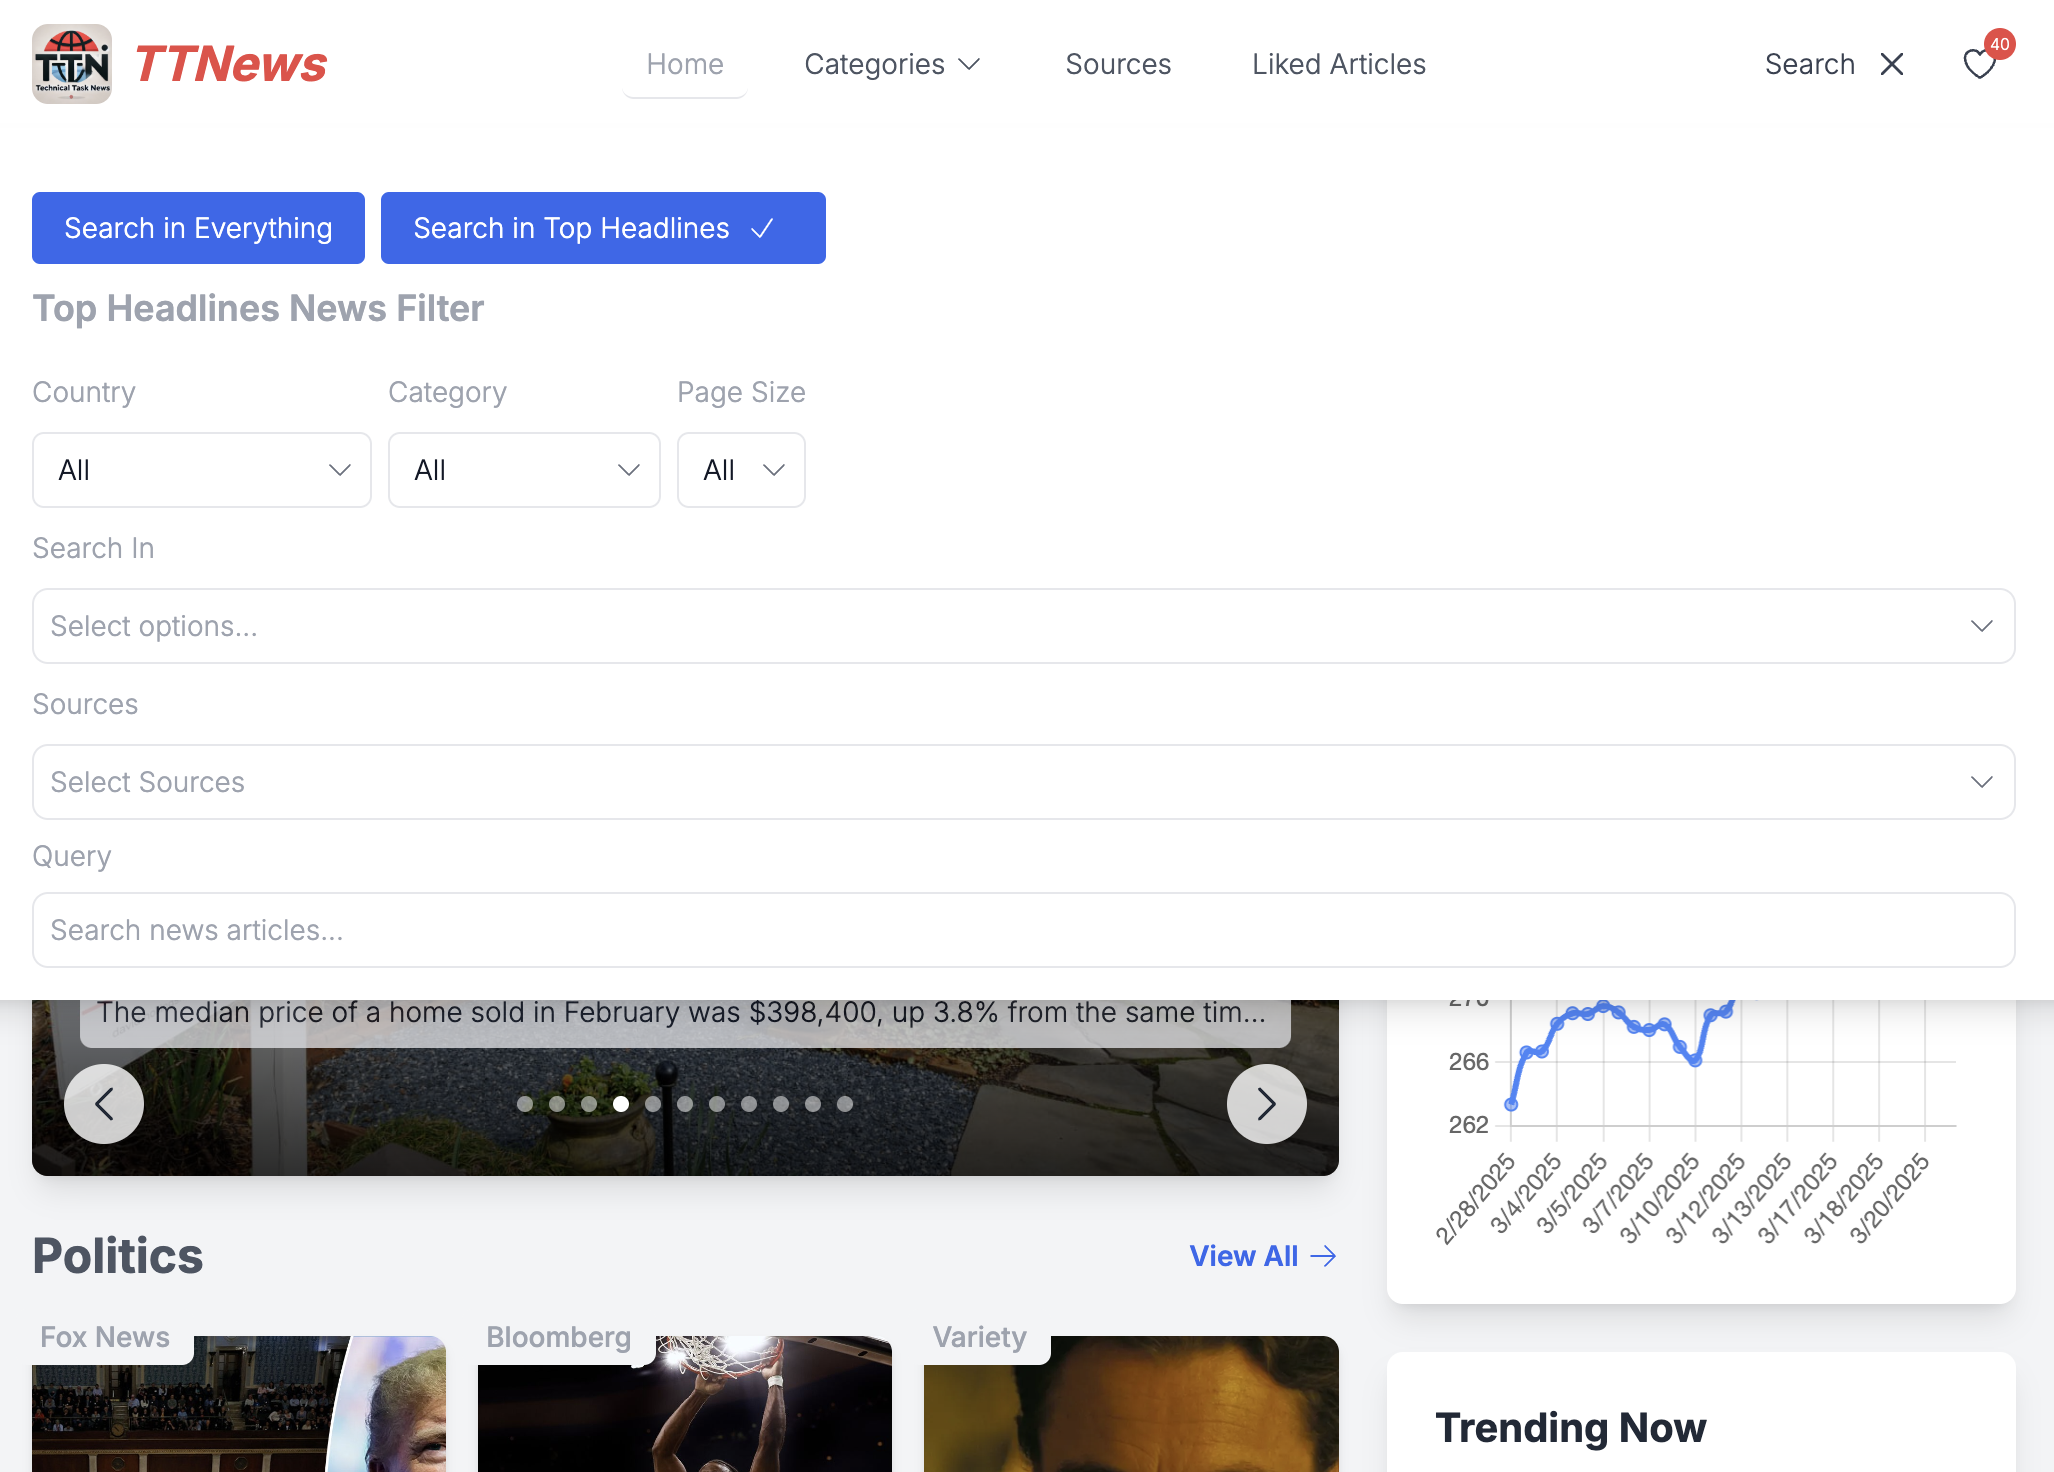 TTN
Technical Task News
TTNews
Home
Categories
Sources
Liked Articles
Search
40
Search in Everything
Search in Top Headlines
Top Headlines News Filter
Country
Category
Page Size
All
All
All
Search In
Select options...
Sources
Select Sources
Query
Search news articles...
The median price of a home sold in February was $398,400, up 3.8% from the same tim...
270
266
262
2/28/2025
3/4/2025
3/5/2025
3/7/2025
3/10/2025
3/12/2025
3/13/2025
3/17/2025
3/18/2025
3/20/2025
Politics
View All
Fox News
Bloomberg
Variety
Trending Now